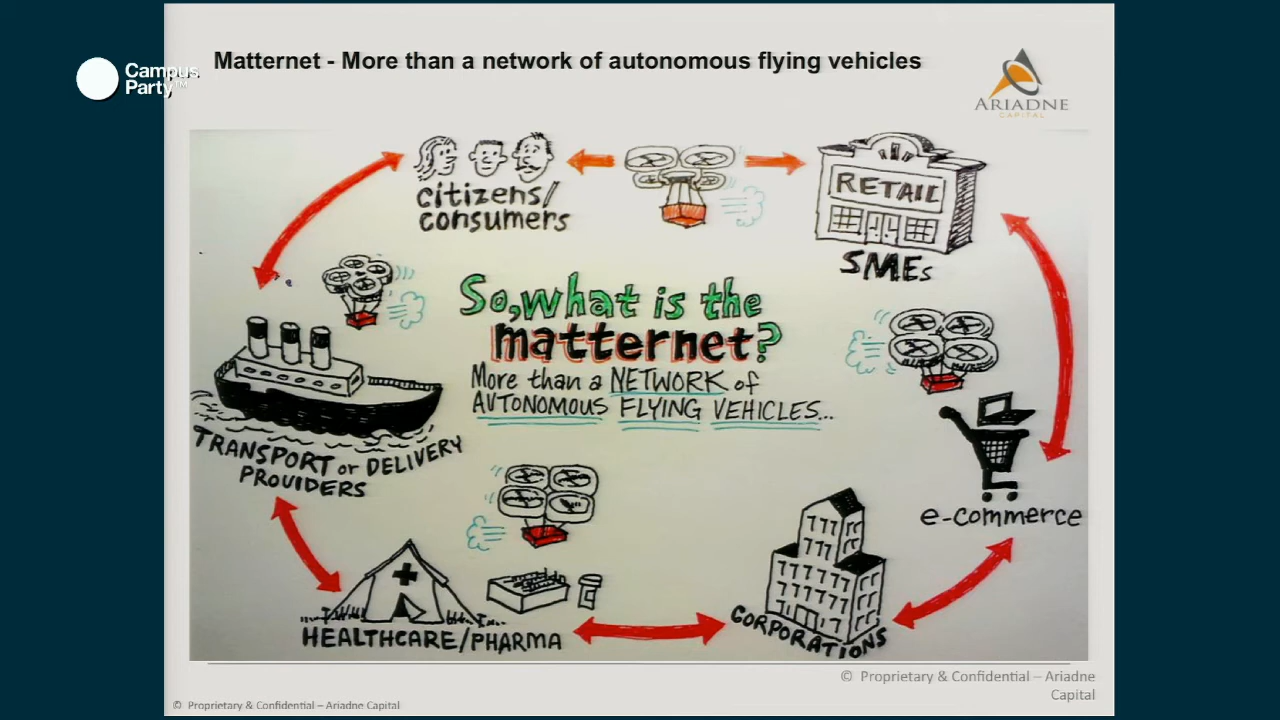 Matternet - More than a network of autonomous flying vehicles
Campus
Party™
ARIADNE
CAPITAL
citizens/
consumers
RETAIL
SMEs
So, what is the
matternet?
More than a NETWORK of
AUTONOMOUS FLYING VEHICLES...
TRANSPORT or DELIVERY
PROVIDERS
e-commerce
HEALTHCARE/PHARMA
CORPORATIONS
© Proprietary & Confidential – Ariadne
Capital
© Proprietary & Confidential – Ariadne Capital